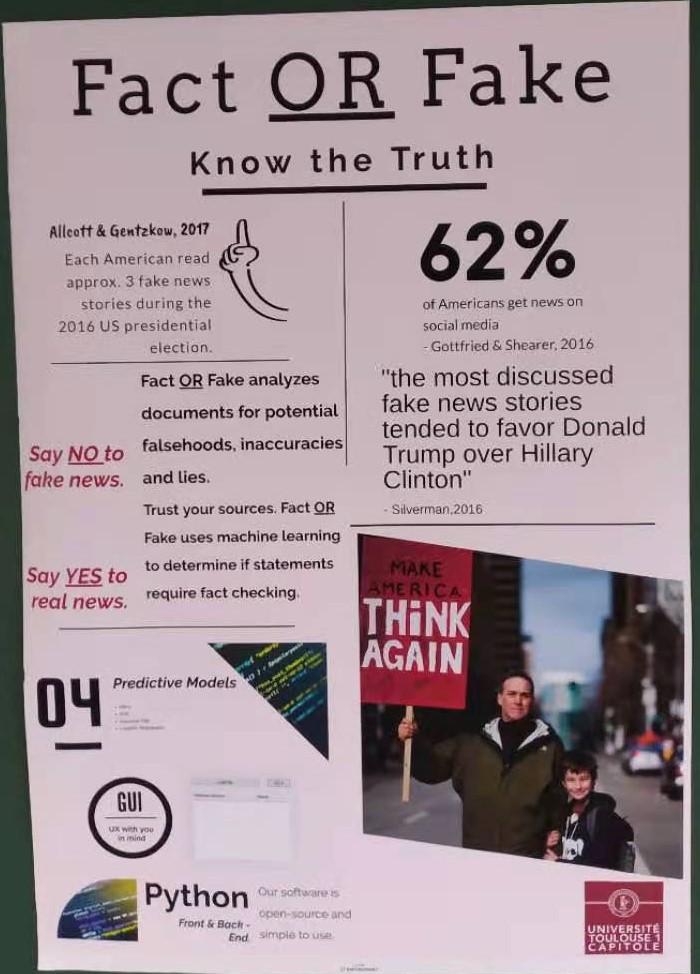 Fact OR Fake
Know the Truth
Allcott & Gentzkow, 2017
Each American read
approx. 3 fake news
stories during the
2016 US presidential
election.
62%
of Americans get news on
social media
- Gottfried & Shearer, 2016
"the most discussed
fake news stories
tended to favor Donald
Trump over Hillary
Clinton"
- Silverman,2016
Say NO to
fake news.
Fact OR Fake analyzes
documents for potential
falsehoods, inaccuracies
and lies.
Say YES to
real news.
Trust your sources. Fact OR
Fake uses machine learning
to determine if statements
require fact checking.
MAKE
AMERICA
THiNK
AGAIN
04
Predictive Models
GUI
UX with you
in mind
Python
Front & Back -
End
Our software is
open-source and
simple to use.
UNIVERSITÉ
TOULOUSE 1
CAPITOLE